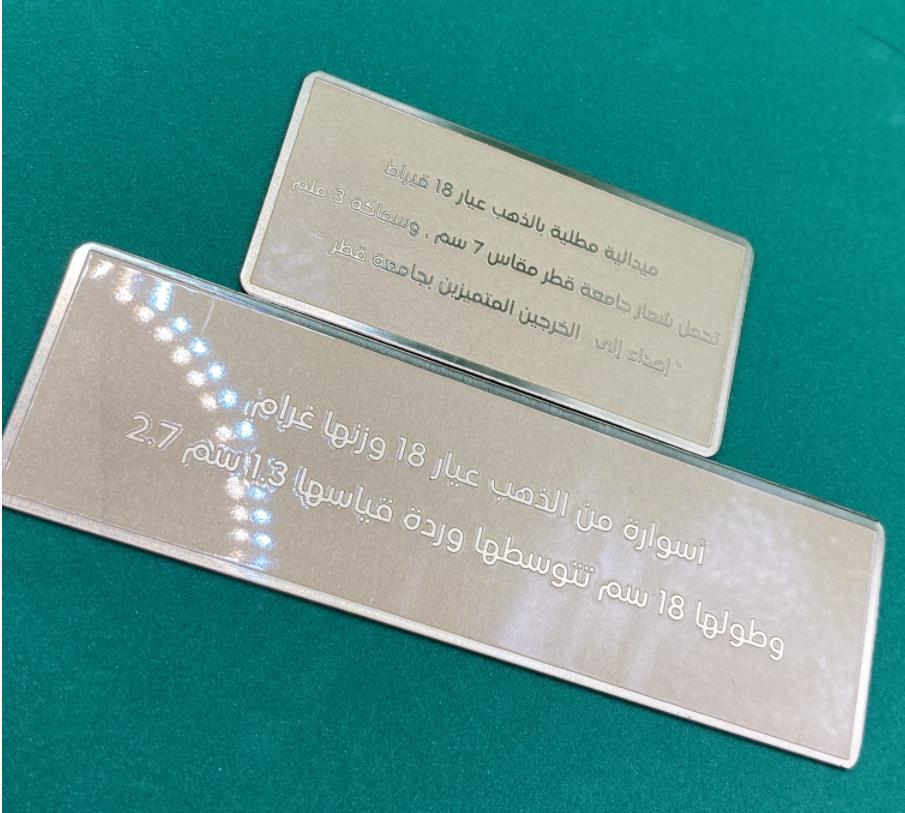 ميدالية مطلية بالذهب عيار 18 قيراط
تحمل شعار جامعة قطر مقاس 7 سم , وسماكة 3 ملم
" إهداء إلى الخرجين المتميزين بجامعة قطر "
أسوارة من الذهب عيار 18 وزنها غرام,
وطولها 18 سم تتوسطها وردة قياسها 1.3 سم 2.7